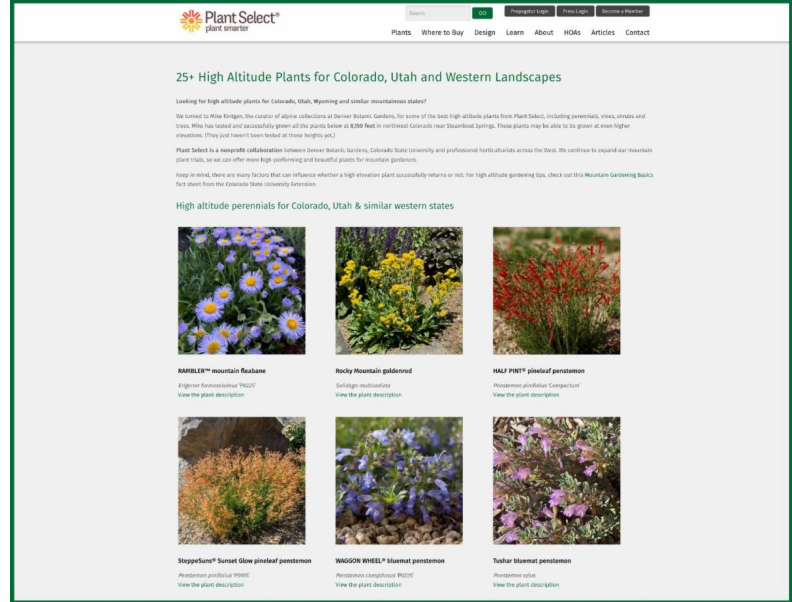 Plant Select®
plant smarter
Search
GO
Propagator Login
Press Login
Become a Member
Plants
Where to Buy
Design
Learn
About
HOAs
Articles
Contact
25+ High Altitude Plants for Colorado, Utah and Western Landscapes
Looking for high altitude plants for Colorado, Utah, Wyoming and similar mountainous states?
We turned to Mike Kintgen, the curator of alpine collections at Denver Botanic Gardens, for some of the best high altitude plants from Plant Select, including perennials, vines, shrubs and
trees. Mike has tested and successfully grown all the plants below at 8,150 feet in northwest Colorado near Steamboat Springs. These plants may be able to be grown at even higher
elevations. (They just haven't been tested at those heights yet.)
Plant Select is a nonprofit collaboration between Denver Botanic Gardens, Colorado State University and professional horticulturists across the West. We continue to expand our mountain
plant trials, so we can offer more high-performing and beautiful plants for mountain gardeners.
Keep in mind, there are many factors that can influence whether a high elevation plant successfully returns or not. For high altitude gardening tips, check out this Mountain Gardening Basics
fact sheet from the Colorado State University Extension.
High altitude perennials for Colorado, Utah & similar western states
RAMBLER™ mountain fleabane
Erigeron formosissimus 'P022S'
View the plant description
Rocky Mountain goldenrod
Solidago multiradiata
View the plant description
HALF PINT® pineleaf penstemon
Penstemon pinifolius 'Compactum'
View the plant description
SteppeSuns® Sunset Glow pineleaf penstemon
Penstemon pinifolius 'P019S'
View the plant description
WAGGON WHEEL® bluemat penstemon
Penstemon caespitosus 'P021S'
View the plant description
Tushar bluemat penstemon
Penstemon xylus
View the plant description